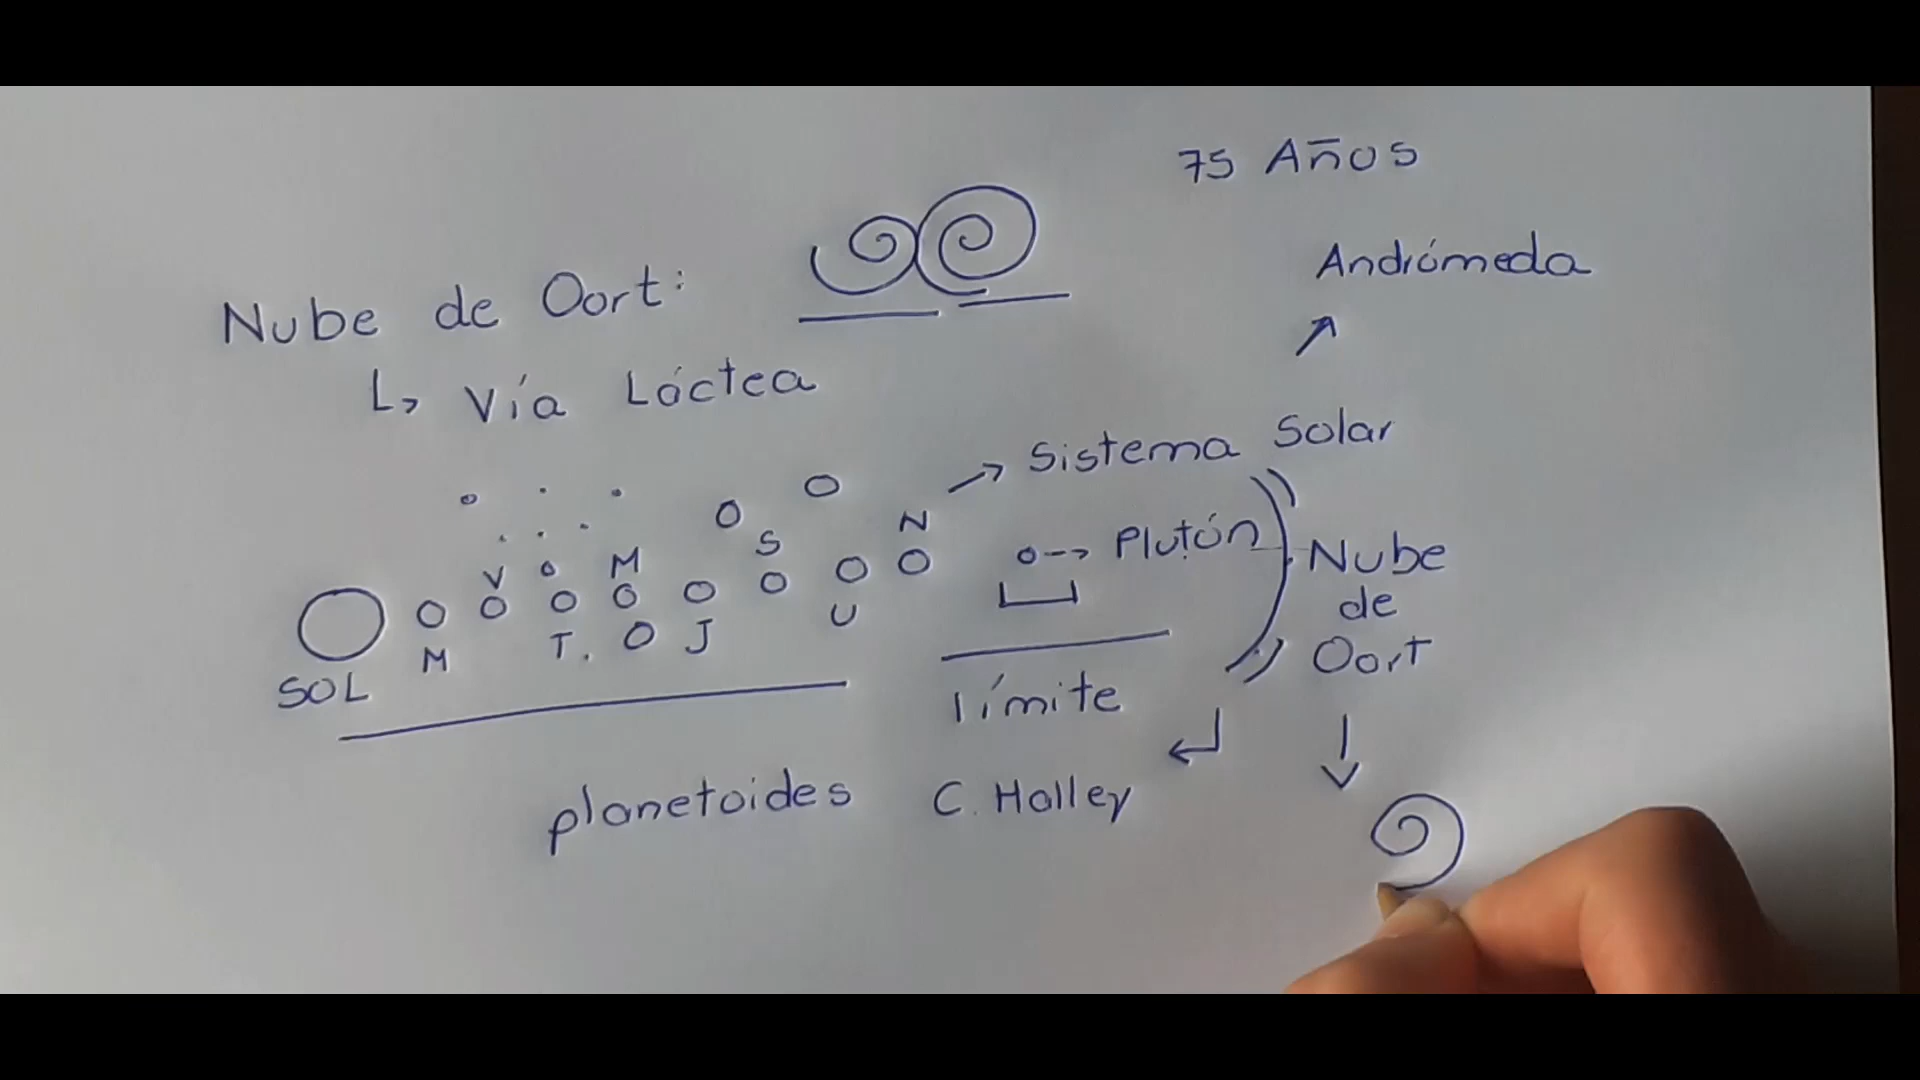 75 Años
Andrómeda
Nube de Oort:
Vía Láctea
Sistema Solar
N
Plutón
S
V M
Nube
de
Oort
U
M T. J
SOL
límite
planetoides C. Halley